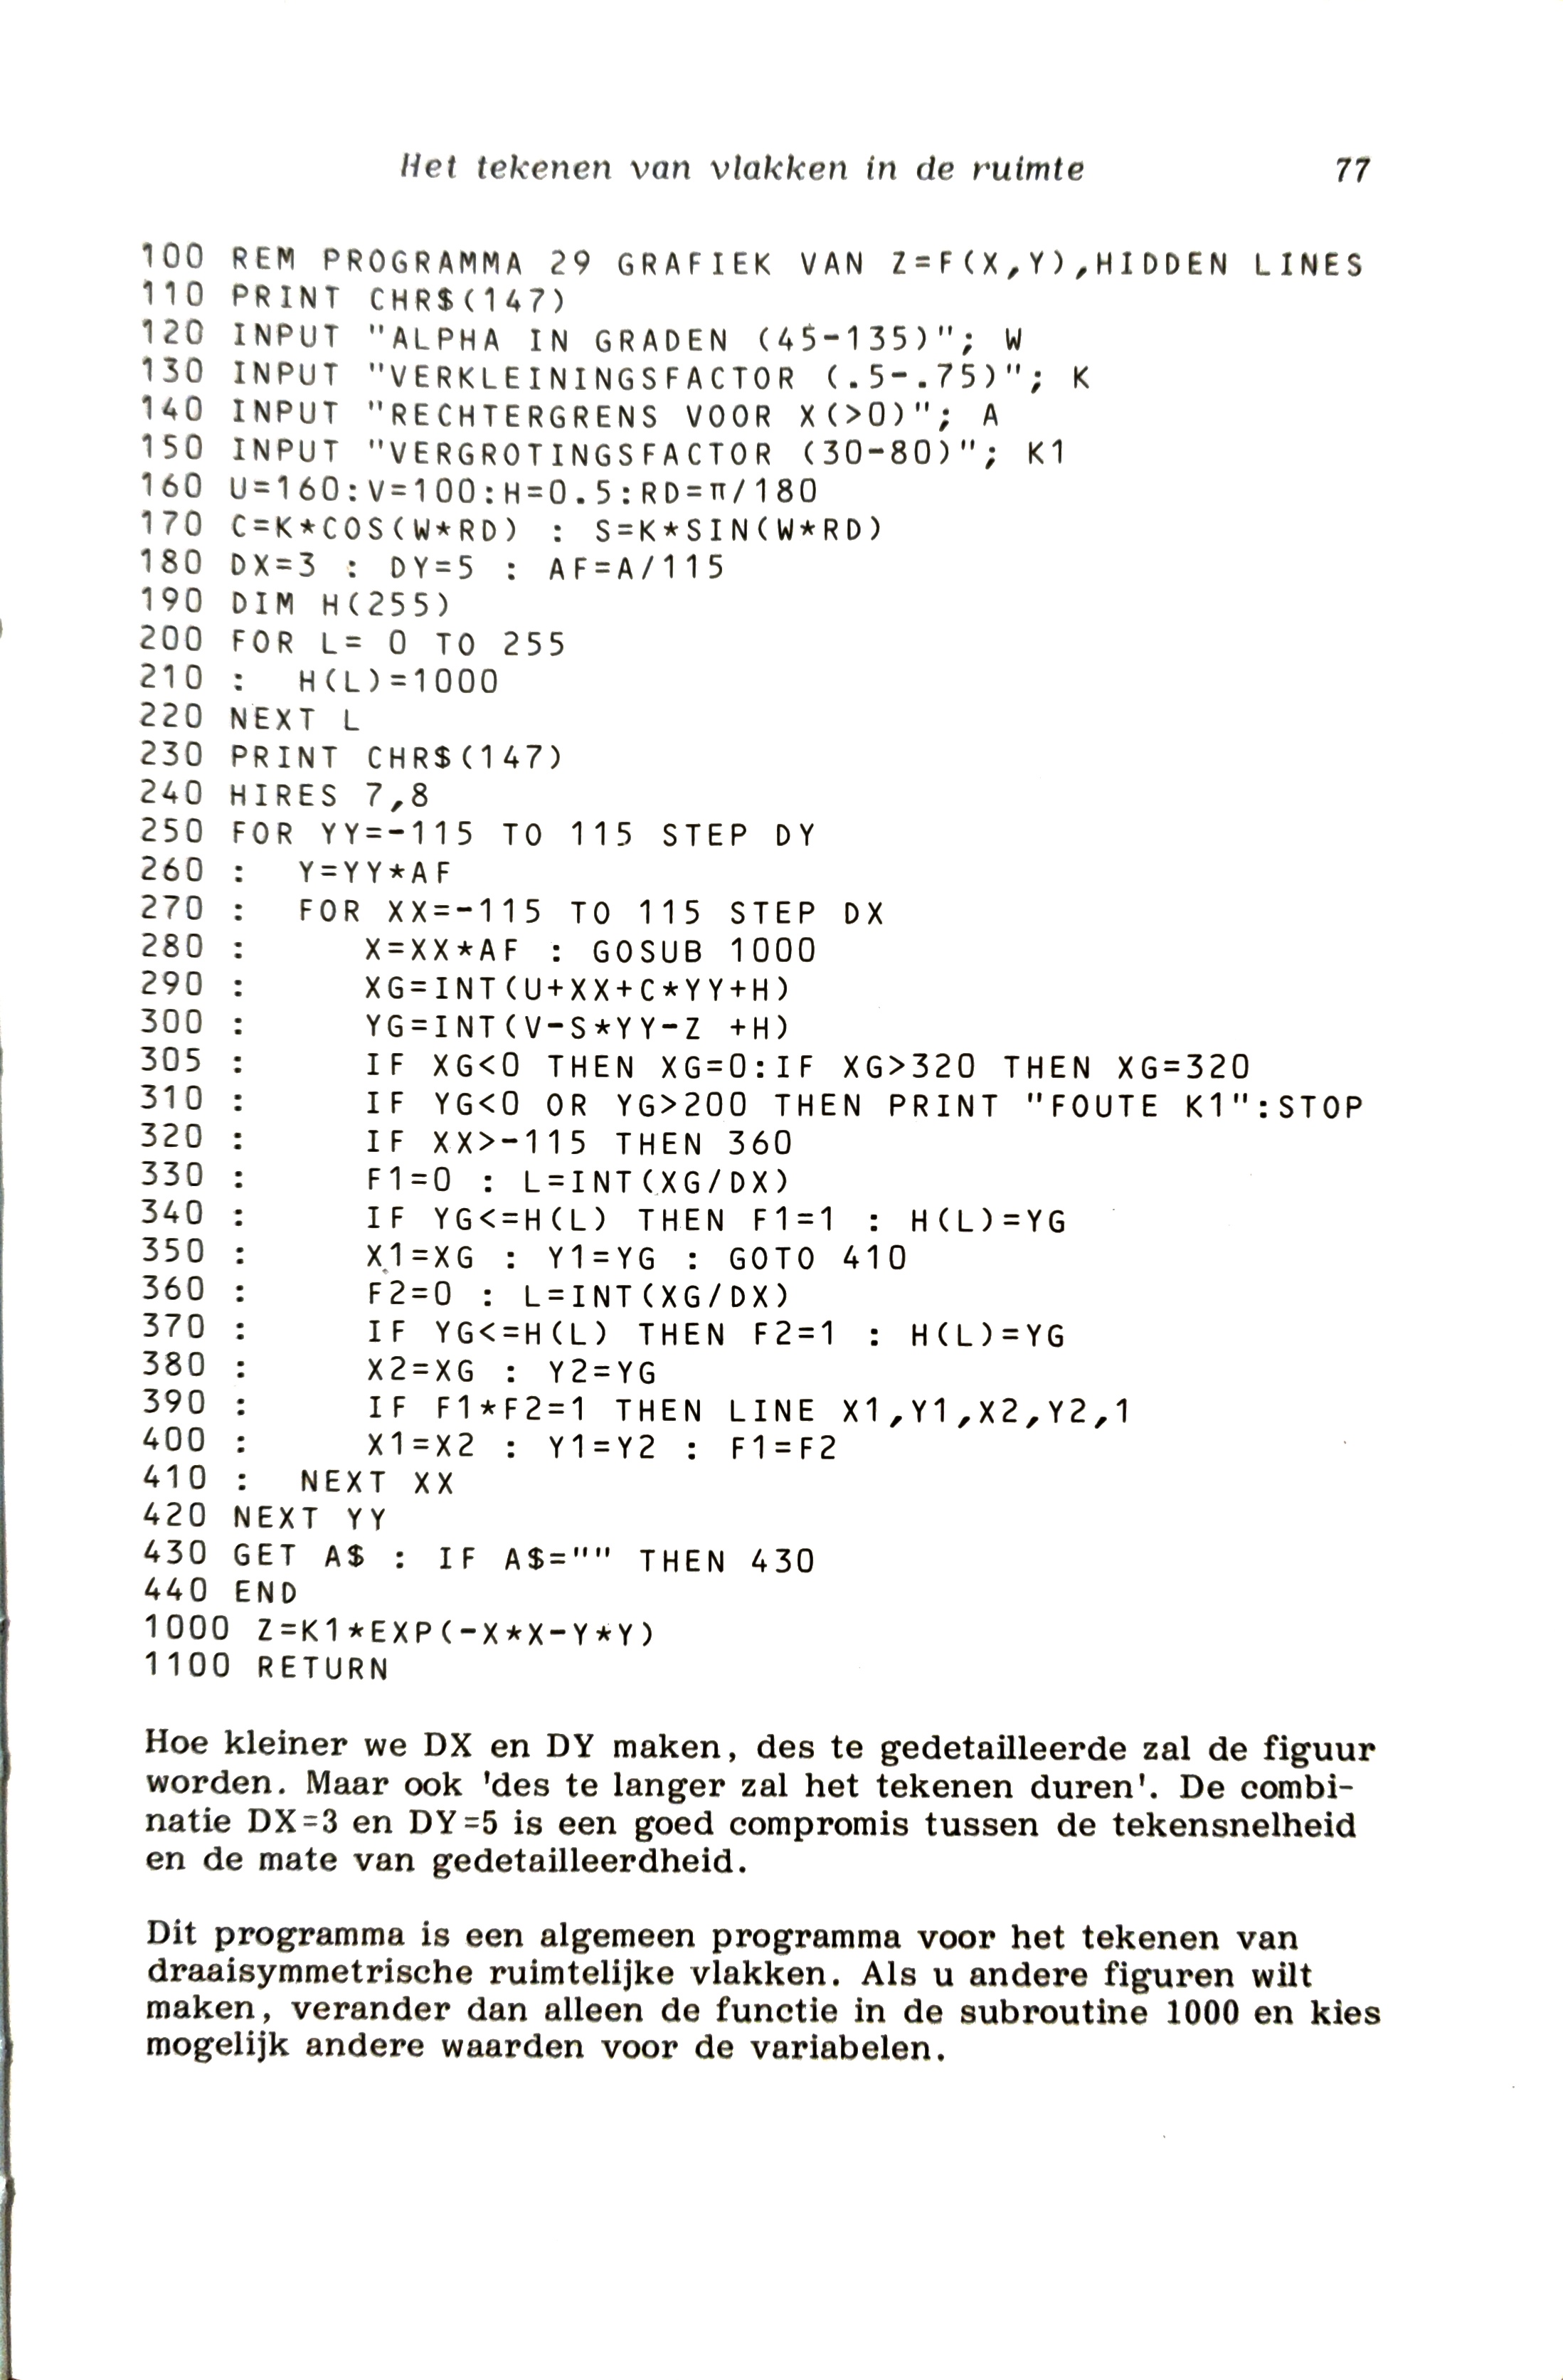 Het tekenen van vlakken in de ruimte 77
100 REM PROGRAMMA 29 GRAFIEK VAN Z=F(X,Y),HIDDEN LINES
110 PRINT CHR$(147)
120 INPUT "ALPHA IN GRADEN (45-135)"; W
130 INPUT "VERKLEININGSFACTOR (.5-.75)"; K
140 INPUT "RECHTERGRENS VOOR X(>0)"; A
150 INPUT "VERGROTINGSFACTOR (30-80)"; K1
160 U=160:V=100:H=0.5:RD=π/180
170 C=K*COS(W*RD) : S=K*SIN(W*RD)
180 DX=3 : DY=5 : AF=A/115
190 DIM H(255)
200 FOR L= 0 TO 255
210 :  H(L)=1000
220 NEXT L
230 PRINT CHR$(147)
240 HIRES 7,8
250 FOR YY=-115 TO 115 STEP DY
260 :  Y=YY*AF
270 :  FOR XX=-115 TO 115 STEP DX
280 :     X=XX*AF : GOSUB 1000
290 :     XG=INT(U+XX+C*YY+H)
300 :     YG=INT(V-S*YY-Z +H)
305 :     IF XG<0 THEN XG=0:IF XG>320 THEN XG=320
310 :     IF YG<0 OR YG>200 THEN PRINT "FOUTE K1":STOP
320 :     IF XX>-115 THEN 360
330 :     F1=0 : L=INT(XG/DX)
340 :     IF YG<=H(L) THEN F1=1 : H(L)=YG
350 :     X1=XG : Y1=YG : GOTO 410
360 :     F2=0 : L=INT(XG/DX)
370 :     IF YG<=H(L) THEN F2=1 : H(L)=YG
380 :     X2=XG : Y2=YG
390 :     IF F1*F2=1 THEN LINE X1,Y1,X2,Y2,1
400 :     X1=X2 : Y1=Y2 : F1=F2
410 :  NEXT XX
420 NEXT YY
430 GET A$ : IF A$="" THEN 430
440 END
1000 Z=K1*EXP(-X*X-Y*Y)
1100 RETURN
Hoe kleiner we DX en DY maken, des te gedetailleerde zal de figuur
worden. Maar ook 'des te langer zal het tekenen duren'. De combi-
natie DX=3 en DY=5 is een goed compromis tussen de tekensnelheid
en de mate van gedetailleerdheid.
Dit programma is een algemeen programma voor het tekenen van
draaisymmetrische ruimtelijke vlakken. Als u andere figuren wilt
maken, verander dan alleen de functie in de subroutine 1000 en kies
mogelijk andere waarden voor de variabelen.